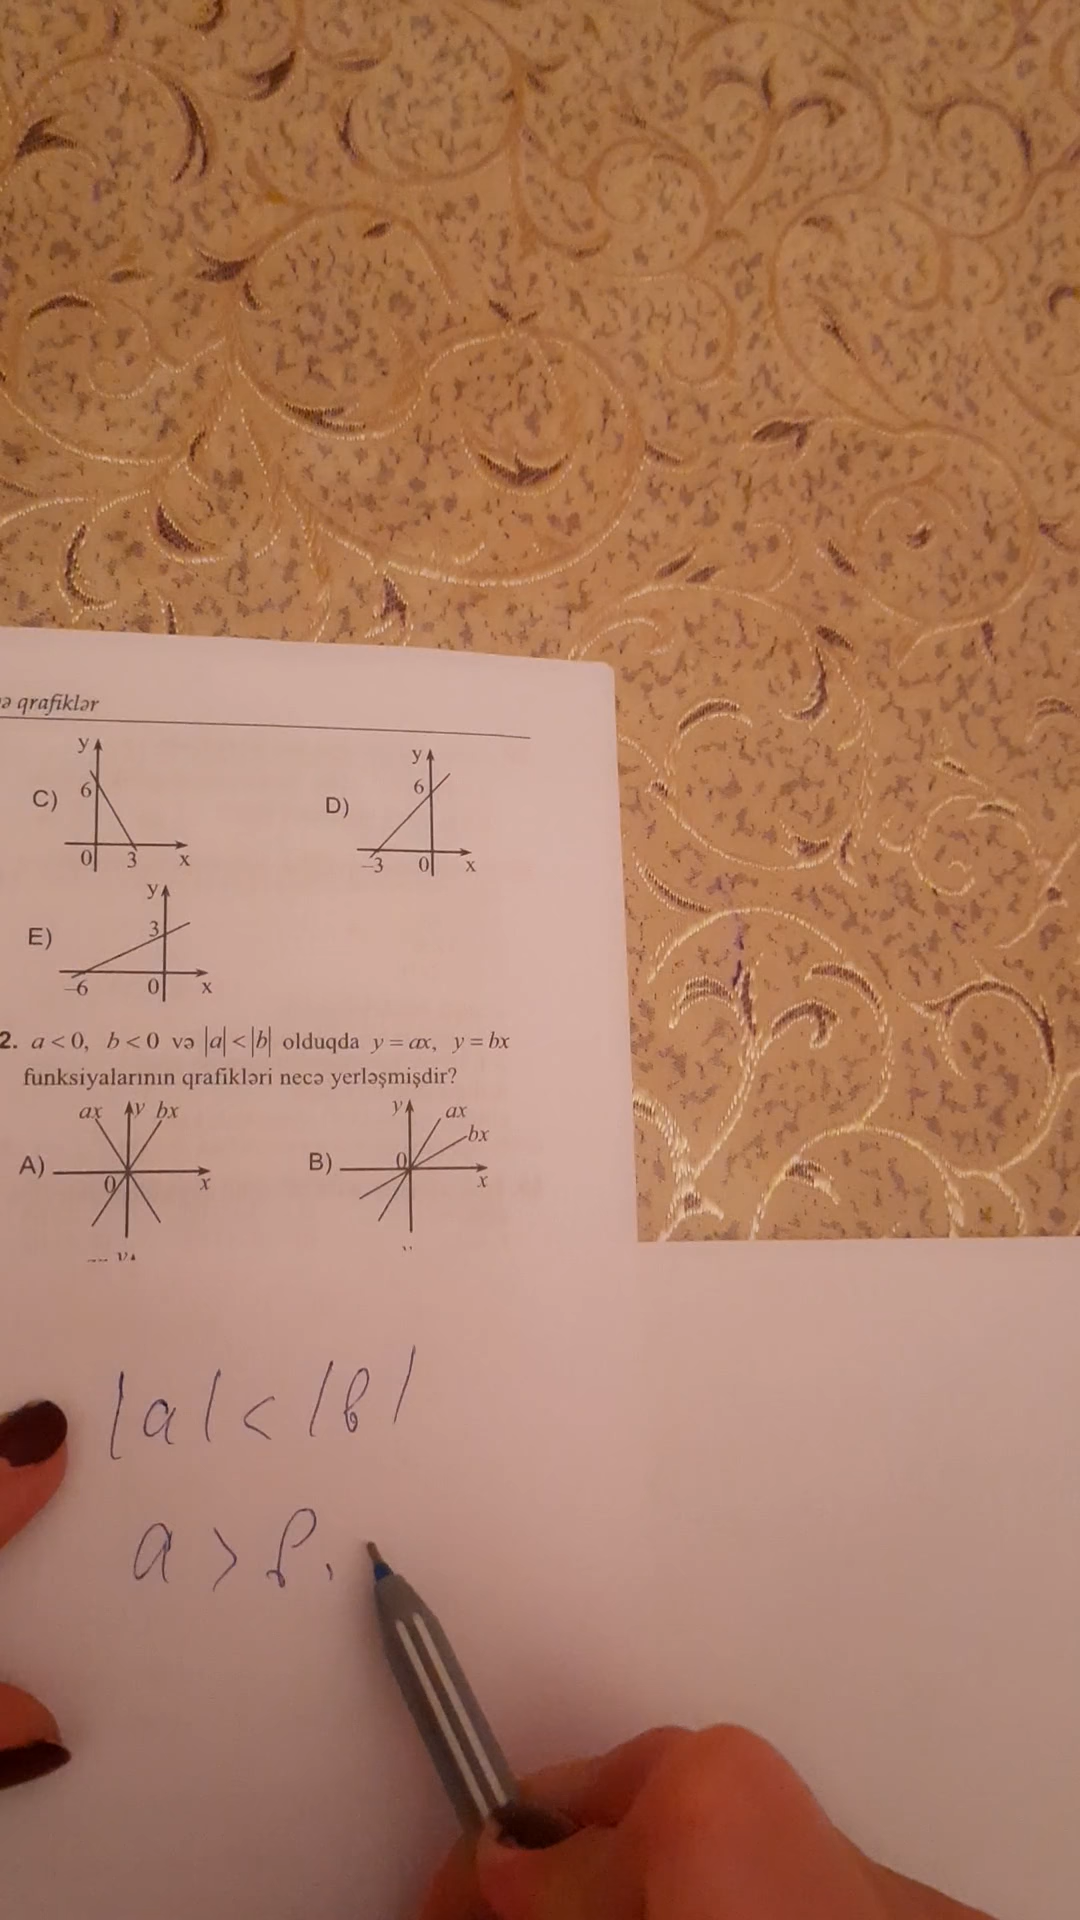 ə qrafiklər
C) y 6 0 3 x
D) y 6 -3 0 x
E) y 3 -6 0 x
2. a < 0, b < 0 və |a| < |b| olduqda y = ax, y = bx
funksiyalarının qrafikləri necə yerləşmişdir?
A) ax y bx 0 x
B) y ax bx 0 x
|a| < |b|
a > b.